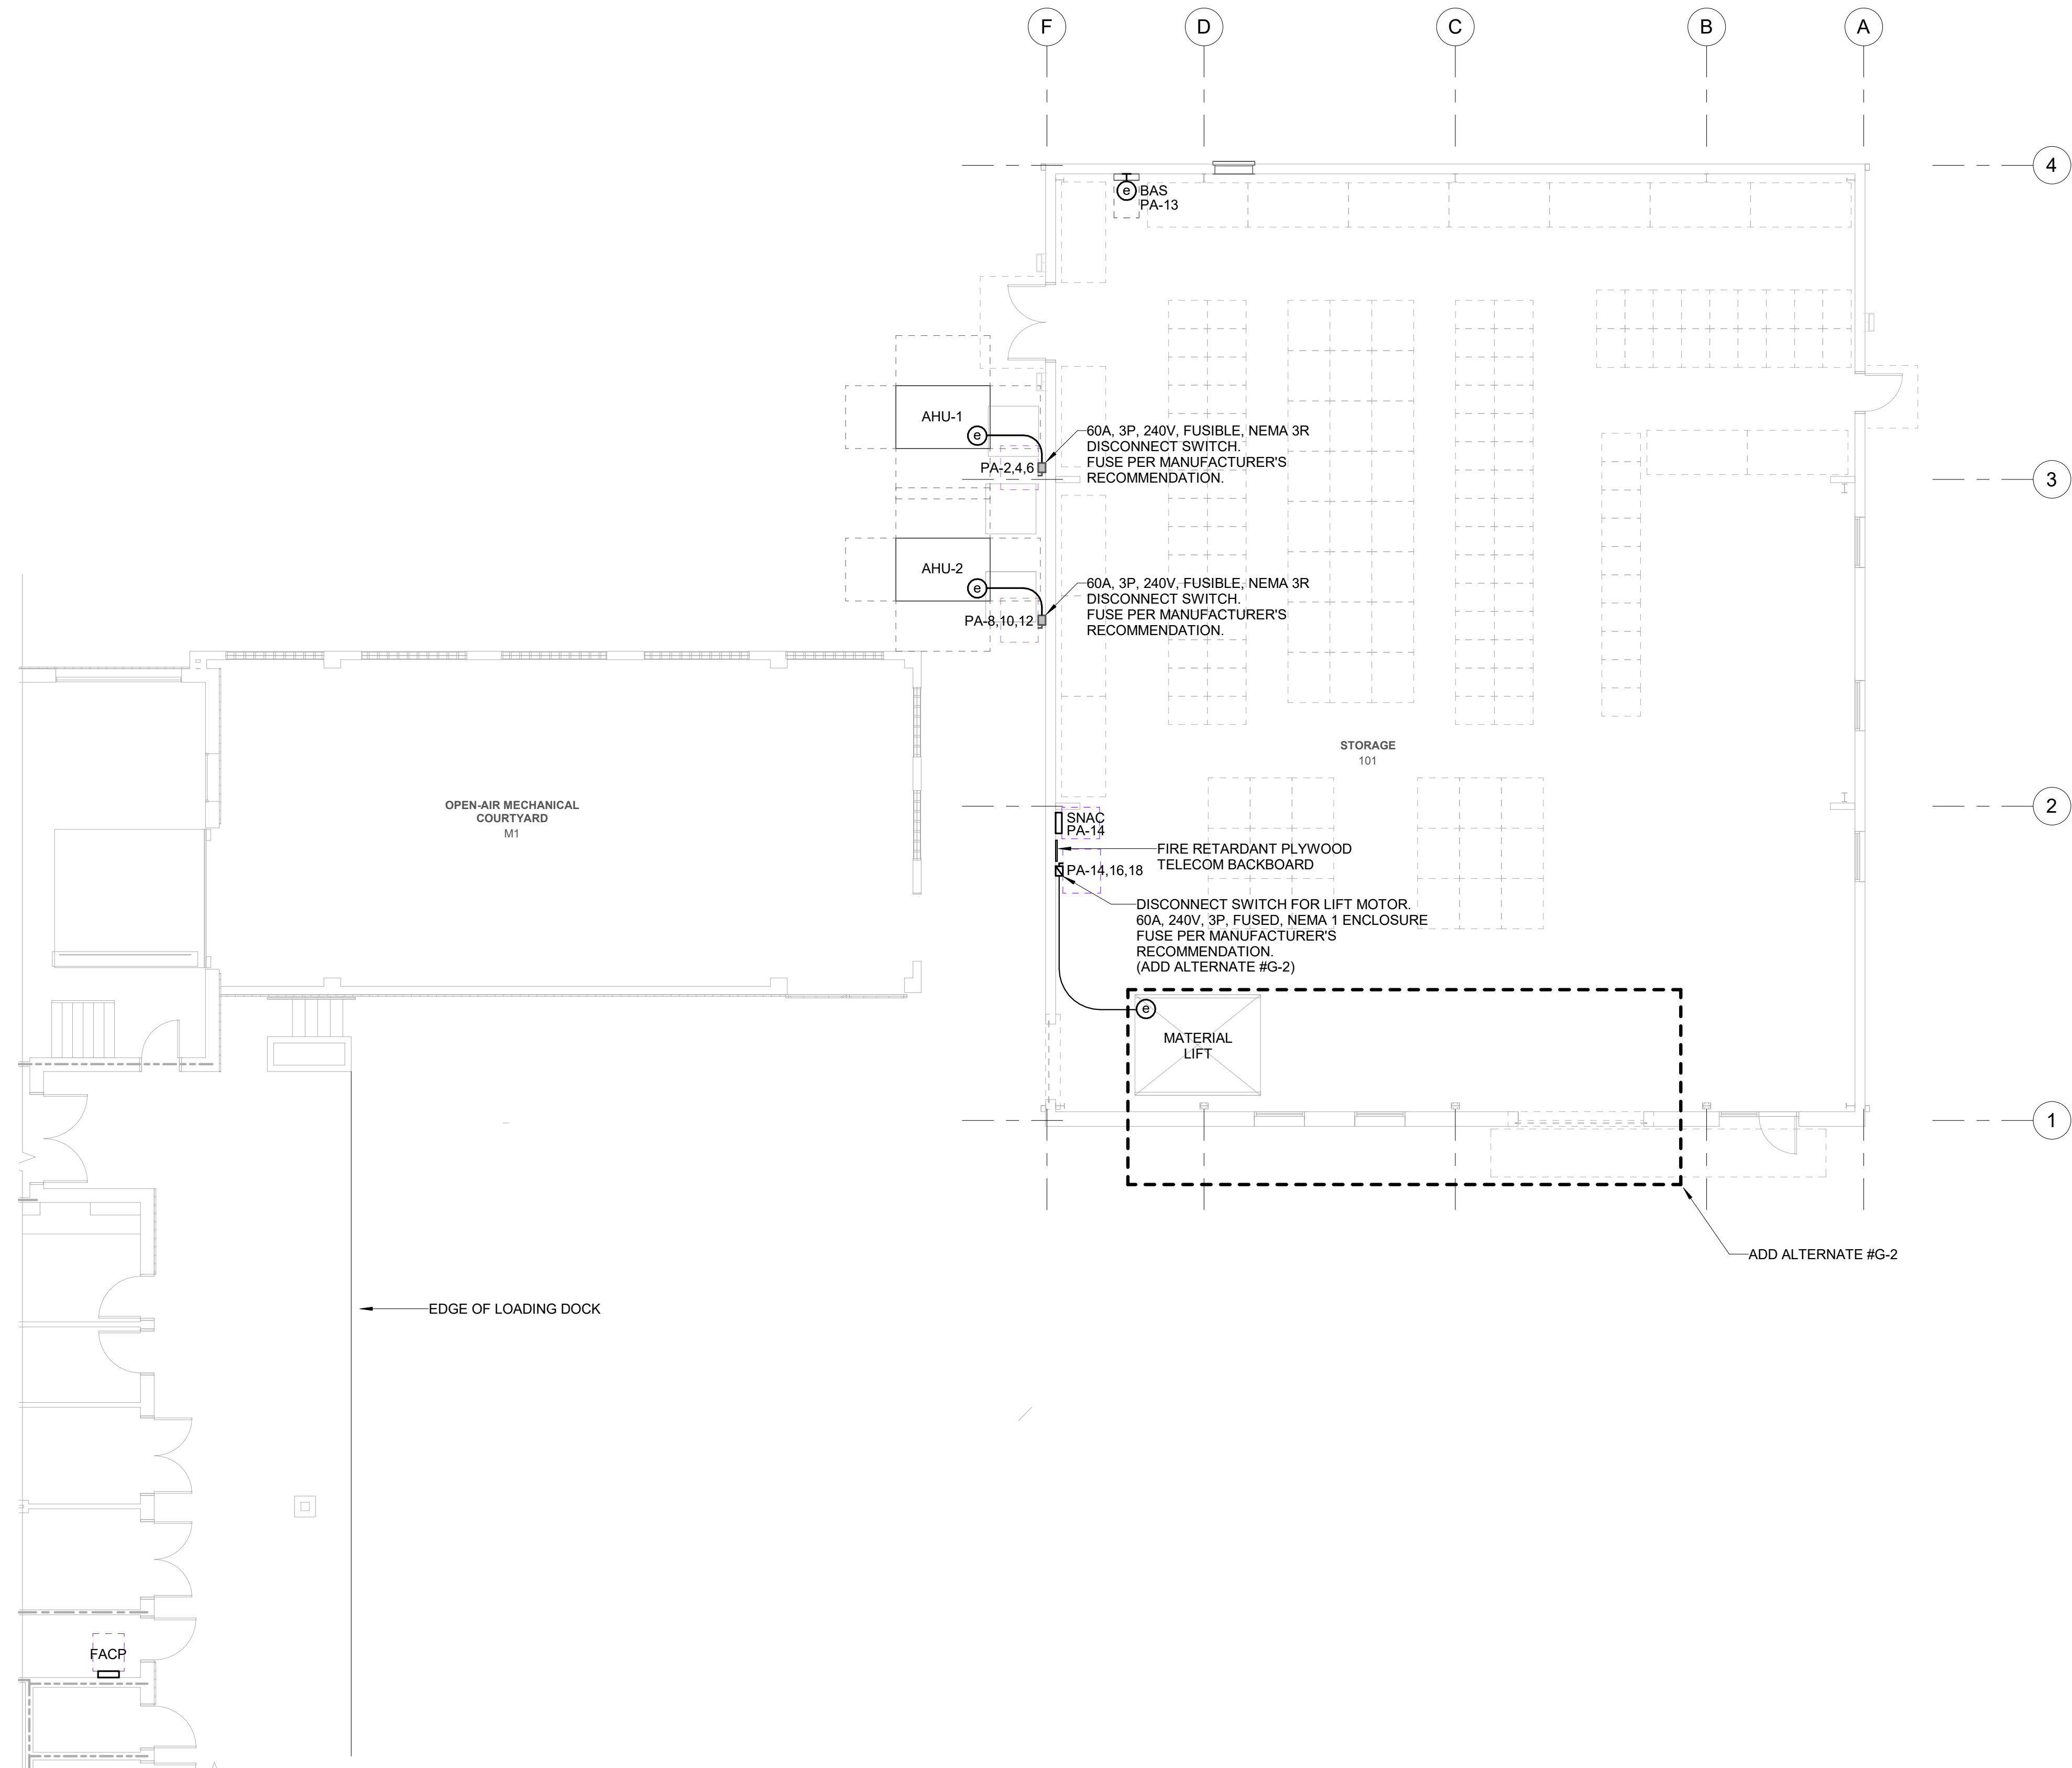 F
D
C
B
A
4
BAS
PA-13
AHU-1
e
e
60A, 3P, 240V, FUSIBLE, NEMA 3R
DISCONNECT SWITCH.
FUSE PER MANUFACTURER'S
RECOMMENDATION.
PA-2,4,6
3
AHU-2
e
60A, 3P, 240V, FUSIBLE, NEMA 3R
DISCONNECT SWITCH.
FUSE PER MANUFACTURER'S
RECOMMENDATION.
PA-8,10,12
STORAGE
101
OPEN-AIR MECHANICAL
COURTYARD
M1
2
SNAC
PA-14
FIRE RETARDANT PLYWOOD
TELECOM BACKBOARD
PA-14,16,18
DISCONNECT SWITCH FOR LIFT MOTOR.
60A, 240V, 3P, FUSED, NEMA 1 ENCLOSURE
FUSE PER MANUFACTURER'S
RECOMMENDATION.
(ADD ALTERNATE #G-2)
e
MATERIAL
LIFT
1
ADD ALTERNATE #G-2
EDGE OF LOADING DOCK
FACP